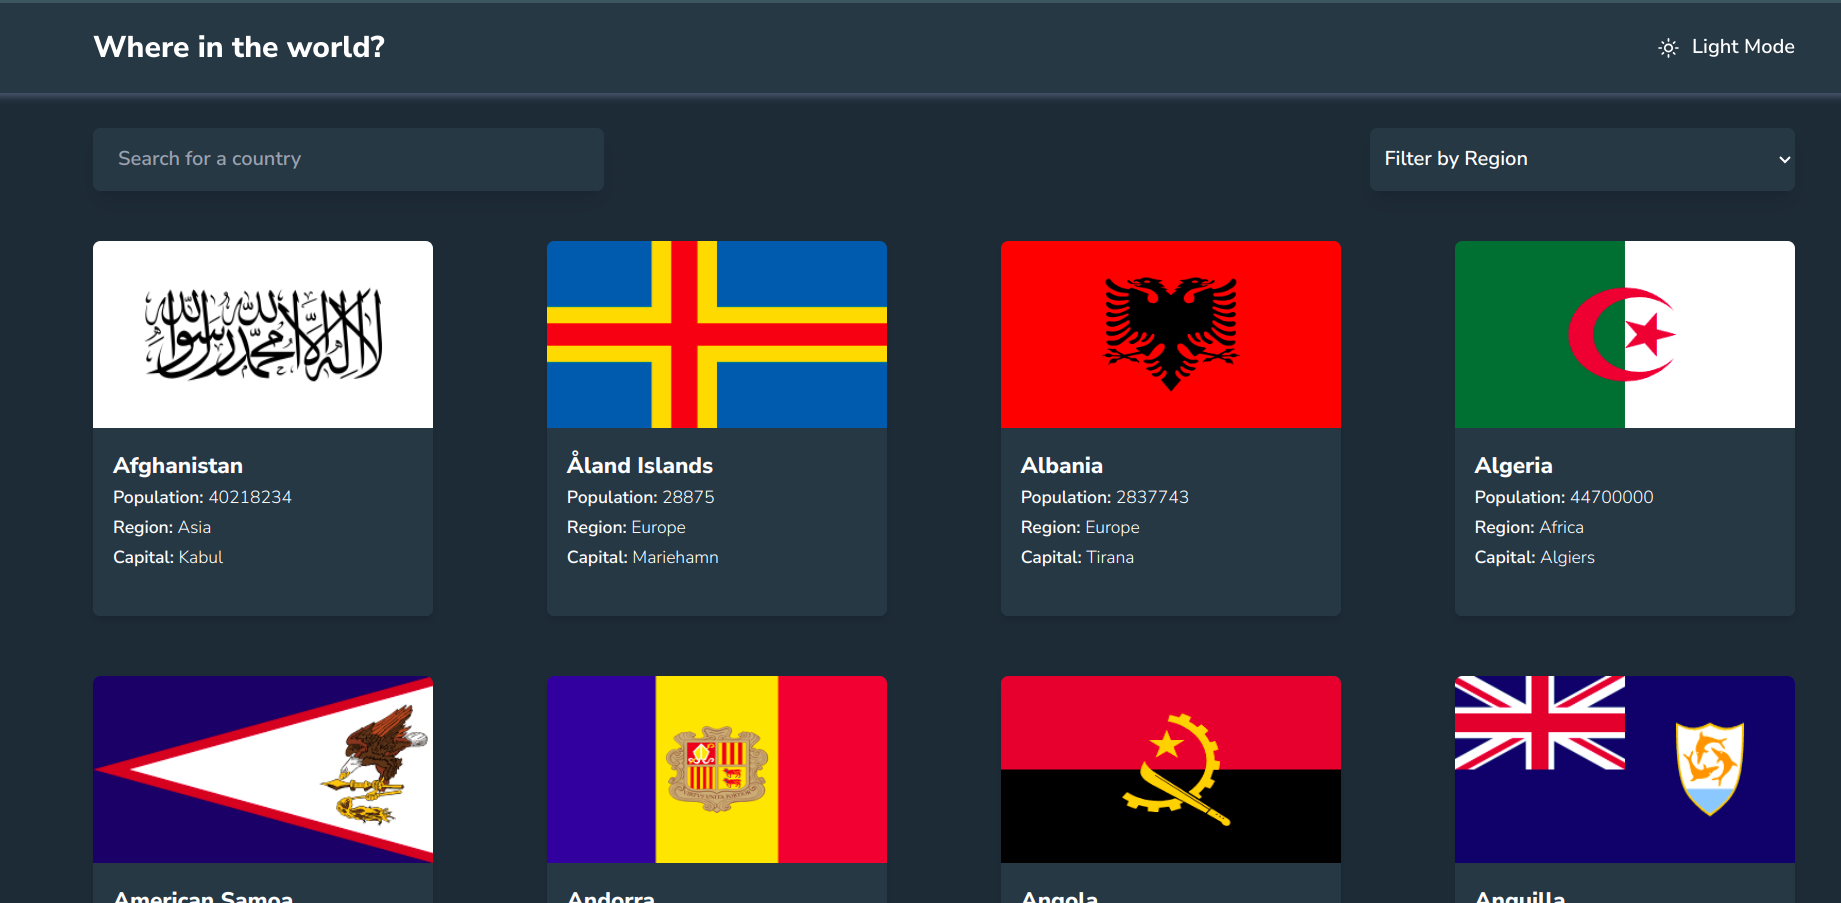 Where in the world?
Light Mode
Search for a country
Filter by Region
لا إله إلا الله محمد رسول الله
Afghanistan
Population: 40218234
Region: Asia
Capital: Kabul
Åland Islands
Population: 28875
Region: Europe
Capital: Mariehamn
Albania
Population: 2837743
Region: Europe
Capital: Tirana
Algeria
Population: 44700000
Region: Africa
Capital: Algiers
American Samoa
Andorra
Angola
Anguilla